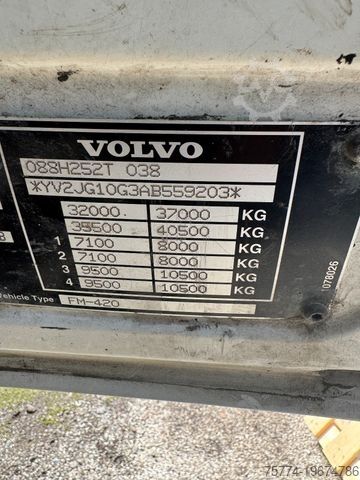 VOLVO
088H252T 038
*YV2JG10G3AB559203*
32000. 37000 KG
35500 40500 KG
1 7100 8000 KG
2 7100 8000 KG
3 9500 10500 KG
4 9500 10500 KG
Vehicle Type FM-420
1078026
75774-19674786